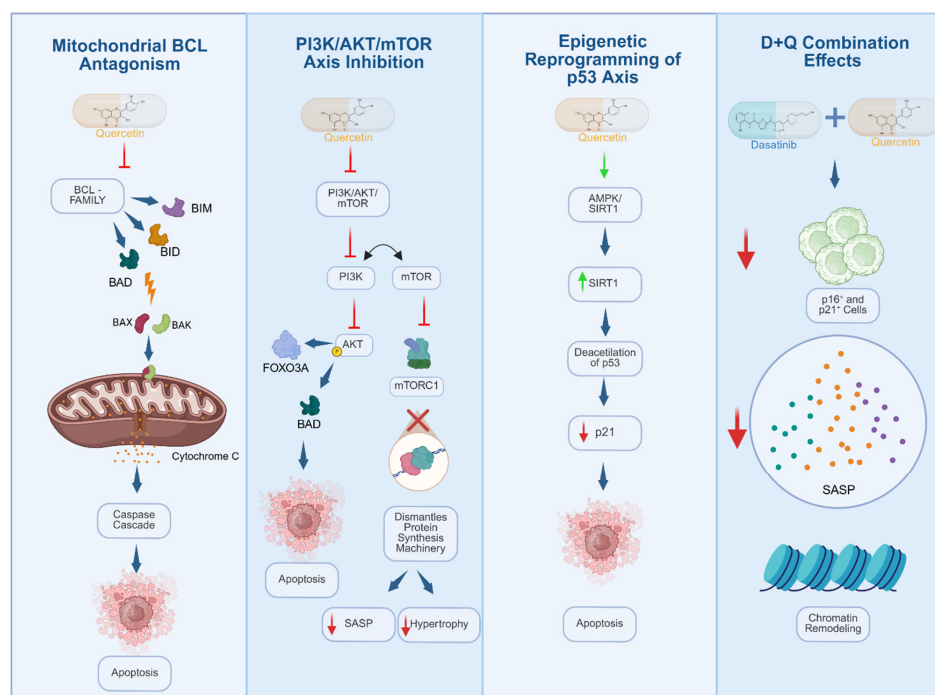 Mitochondrial BCL
Antagonism
Quercetin
BCL -
FAMILY
BIM
BID
BAD
BAX
BAK
Cytochrome C
Caspase
Cascade
Apoptosis
PI3K/AKT/mTOR
Axis Inhibition
Quercetin
PI3K/AKT/
mTOR
PI3K
mTOR
P
AKT
FOXO3A
mTORC1
BAD
Apoptosis
Dismantles
Protein
Synthesis
Machinery
SASP
Hypertrophy
Epigenetic
Reprogramming of
p53 Axis
Quercetin
AMPK/
SIRT1
SIRT1
Deacetilation
of p53
p21
Apoptosis
D+Q Combination
Effects
Dasatinib
+
Quercetin
p16⁺ and
p21⁺ Cells
SASP
Chromatin
Remodeling